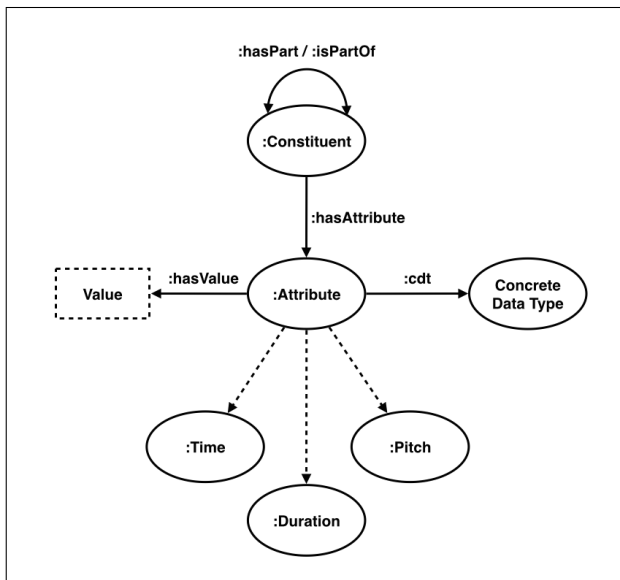 :hasPart / :isPartOf
:Constituent
:hasAttribute
:hasValue
:cdt
Value
:Attribute
Concrete
Data Type
:Time
:Pitch
:Duration